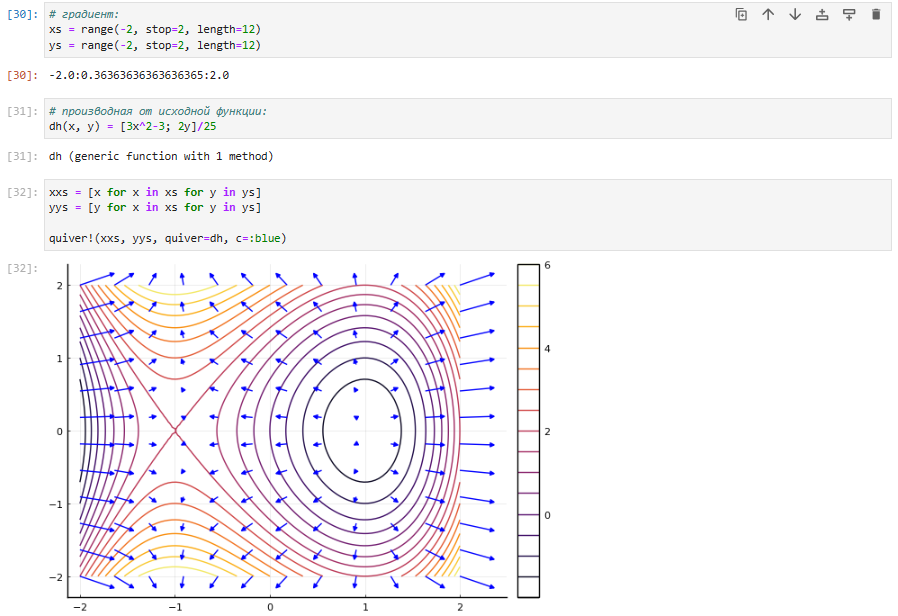 [30]:
# градиент:
xs = range(-2, stop=2, length=12)
ys = range(-2, stop=2, length=12)
[30]: -2.0:0.36363636363636365:2.0
[31]:
# производная от исходной функции:
dh(x, y) = [3x^2-3; 2y]/25
[31]: dh (generic function with 1 method)
[32]:
xxs = [x for x in xs for y in ys]
yys = [y for x in xs for y in ys]
quiver!(xxs, yys, quiver=dh, c=:blue)
[32]:
2
1
0
−1
−2
−2 −1 0 1 2
6
4
2
0